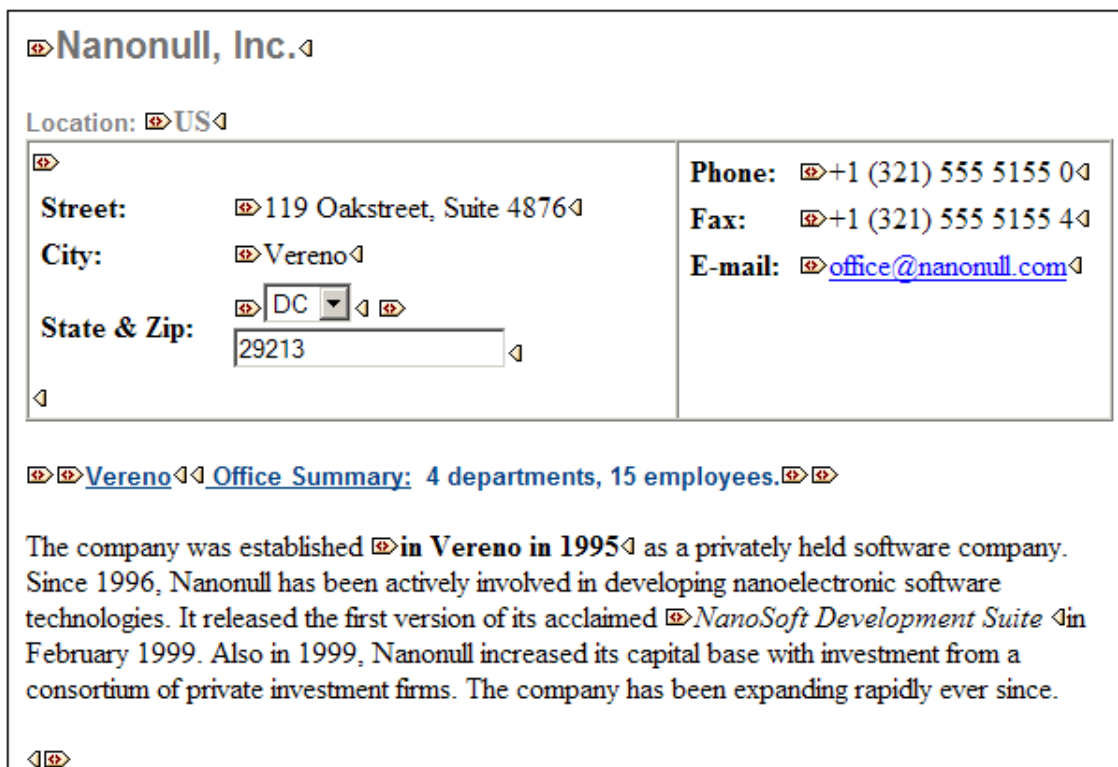 Nanonull, Inc.
Location: US
Street: 119 Oakstreet, Suite 4876
City: Vereno
State & Zip: DC
29213
Phone: +1 (321) 555 5155 0
Fax: +1 (321) 555 5155 4
E-mail: office@nanonull.com
Vereno Office Summary: 4 departments, 15 employees.
The company was established in Vereno in 1995 as a privately held software company.
Since 1996, Nanonull has been actively involved in developing nanoelectronic software
technologies. It released the first version of its acclaimed NanoSoft Development Suite in
February 1999. Also in 1999, Nanonull increased its capital base with investment from a
consortium of private investment firms. The company has been expanding rapidly ever since.